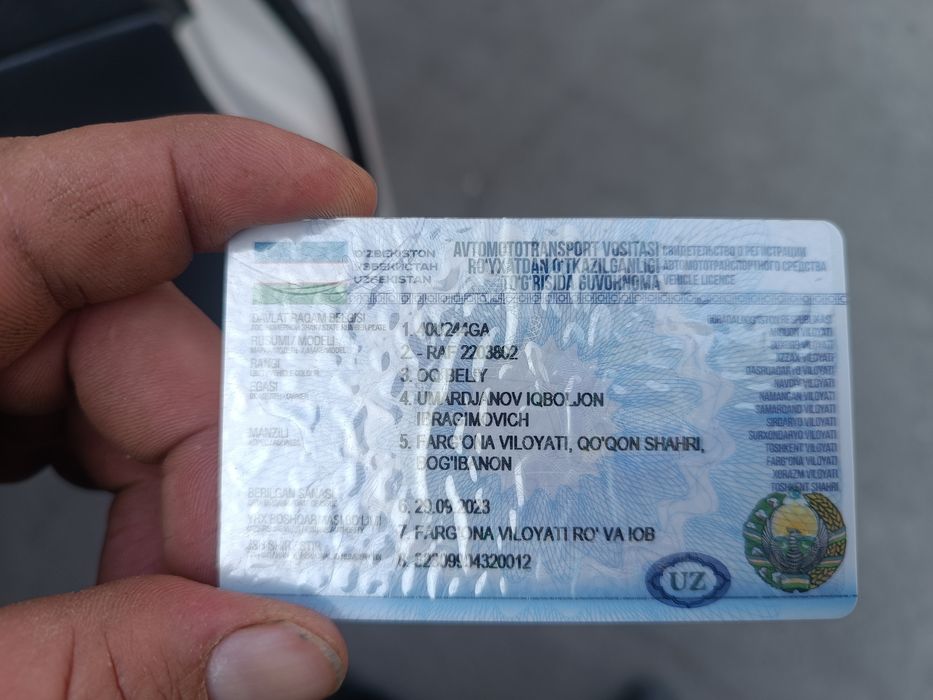 O'ZBEKISTON
ЎЗБЕКИСТАН
UZBEKISTAN
AVTOMOTOTRANSPORT VOSITASI
RO'YXATDAN O'TKAZILGANLIGI
TO'G'RISIDA GUVOHNOMA
СВИДЕТЕЛЬСТВО О РЕГИСТРАЦИИ
АВТОМОТОТРАНСПОРТНОГО СРЕДСТВА
VEHICLE LICENCE
DAVLAT RAQAM BELGISI
1.
RUSUMI / MODELI
2. - RAF 2203802
RANGI
3. OQ\BELIY
EGASI
4. UMARDJANOV IQBOLJON
IBRAGIMOVICH
MANZILI
5. FARG'ONA VILOYATI, QO'QON SHAHRI,
BOG'IBANON
BERILGAN SANASI
6. 29.09.2023
7. FARG'ONA VILOYATI RO' VA IOB
8.
QORAQALPOG'ISTON RESPUBLIKASI
ANDIJON VILOYATI
BUXORO VILOYATI
JIZZAX VILOYATI
QASHQADARYO VILOYATI
NAVOIY VILOYATI
NAMANGAN VILOYATI
SAMARQAND VILOYATI
SIRDARYO VILOYATI
SURXONDARYO VILOYATI
TOSHKENT VILOYATI
FARG'ONA VILOYATI
XORAZM VILOYATI
TOSHKENT SHAHRI
UZ